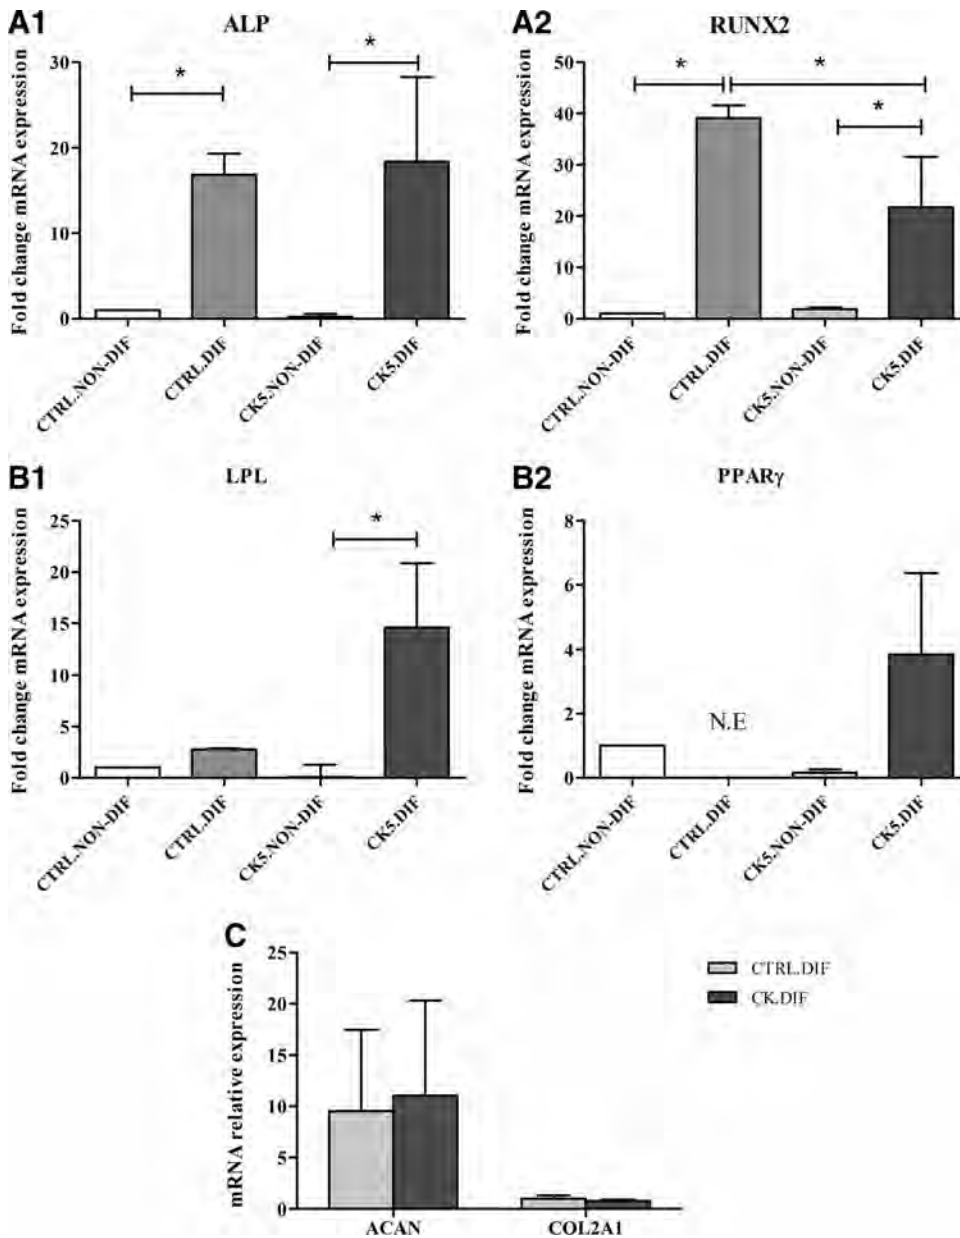 A1
ALP
Fold change mRNA expression
30
20
10
0
*
*
CTRL.NON-DIF
CTRL.DIF
CK5.NON-DIF
CK5.DIF
A2
RUNX2
Fold change mRNA expression
50
40
30
20
10
0
*
*
*
CTRL.NON-DIF
CTRL.DIF
CK5.NON-DIF
CK5.DIF
B1
LPL
Fold change mRNA expression
25
20
15
10
5
0
*
CTRL.NON-DIF
CTRL.DIF
CK5.NON-DIF
CK5.DIF
B2
PPARγ
Fold change mRNA expression
8
6
4
2
0
N.E
CTRL.NON-DIF
CTRL.DIF
CK5.NON-DIF
CK5.DIF
C
mRNA relative expression
25
20
15
10
5
0
ACAN
COL2A1
CTRL.DIF
CK.DIF